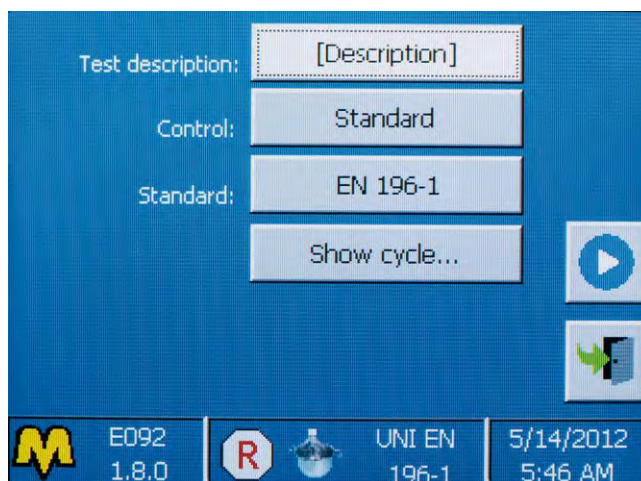 Test description: [Description]
Control: Standard
Standard: EN 196-1
Show cycle...
E092
1.8.0
R
UNI EN
196-1
5/14/2012
5:46 AM